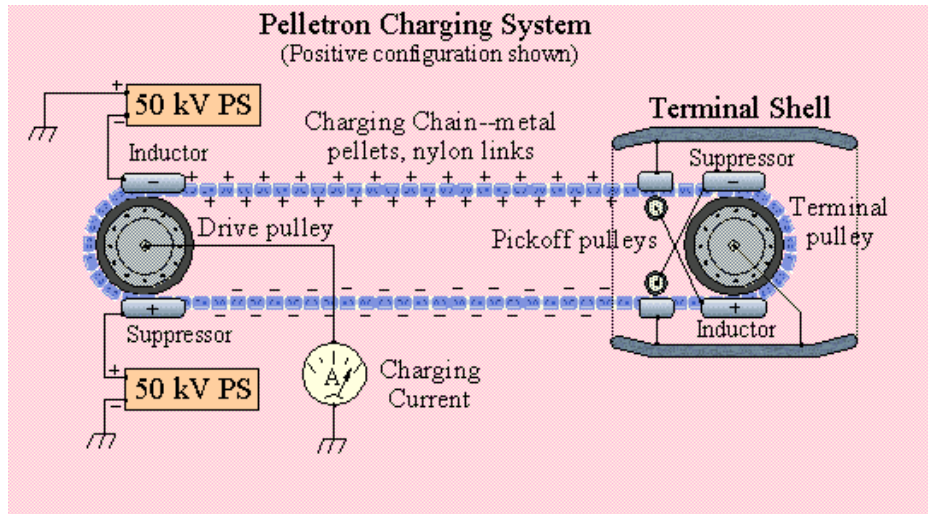 Pelletron Charging System
(Positive configuration shown)
+
50 kV PS
−
Terminal Shell
Charging Chain--metal
pellets, nylon links
Inductor
Suppressor
−
+ + + + + + + + + + +
−
+ + + + + + + + + + +
Drive pulley
Pickoff pulleys
Terminal
pulley
− − − − − − − − − −
+
+
− − − − − − − − − −
Suppressor
Inductor
+
50 kV PS
−
A
Charging
Current